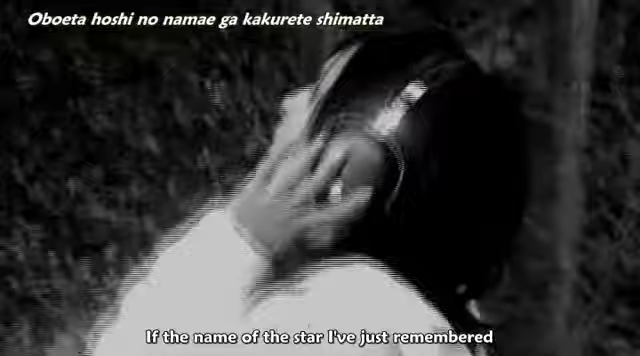 Oboeta hoshi no namae ga kakurete shimatta
If the name of the star I've just remembered